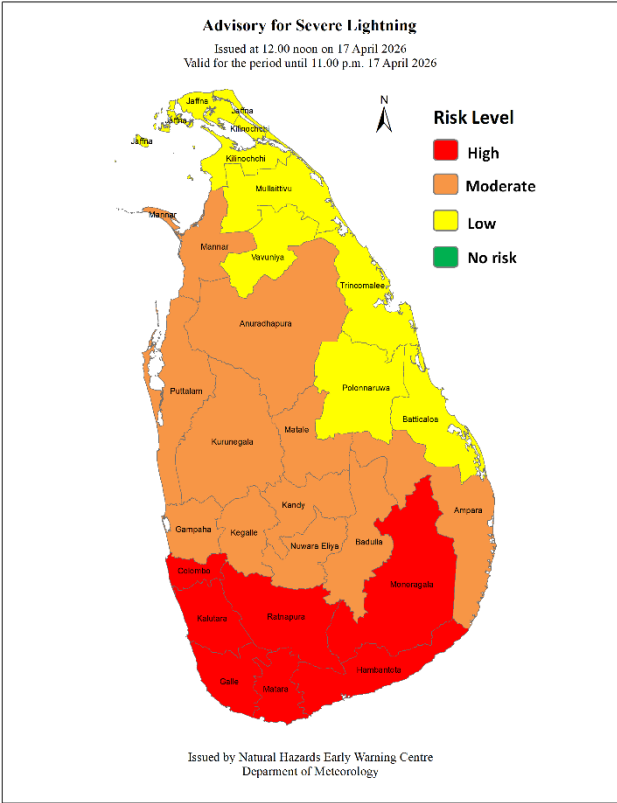 Advisory for Severe Lightning
Issued at 12.00 noon on 17 April 2026
Valid for the period until 11.00 p.m. 17 April 2026
N
Risk Level
High
Moderate
Low
No risk
Jaffna
Jaffna
Jaffna
Kilinochchi
Jaffna
Kilinochchi
Mullaittivu
Mannar
Mannar
Vavuniya
Trincomalee
Anuradhapura
Puttalam
Polonnaruwa
Batticaloa
Matale
Kurunegala
Kandy
Ampara
Gampaha
Kegalle
Nuwara Eliya
Badulla
Colombo
Moneragala
Kalutara
Ratnapura
Hambantota
Galle
Matara
Issued by Natural Hazards Early Warning Centre
Deparment of Meteorology